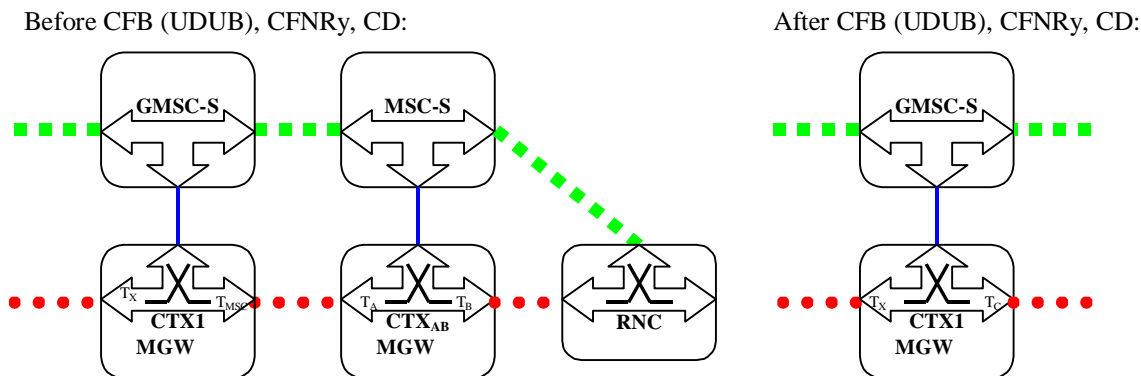 Before CFB (UDUB), CFNRy, CD:
After CFB (UDUB), CFNRy, CD:
GMSC-S
MSC-S
GMSC-S
TX
TMSC
CTX1
MGW
TA
TB
CTXAB
MGW
RNC
TX
TC
CTX1
MGW